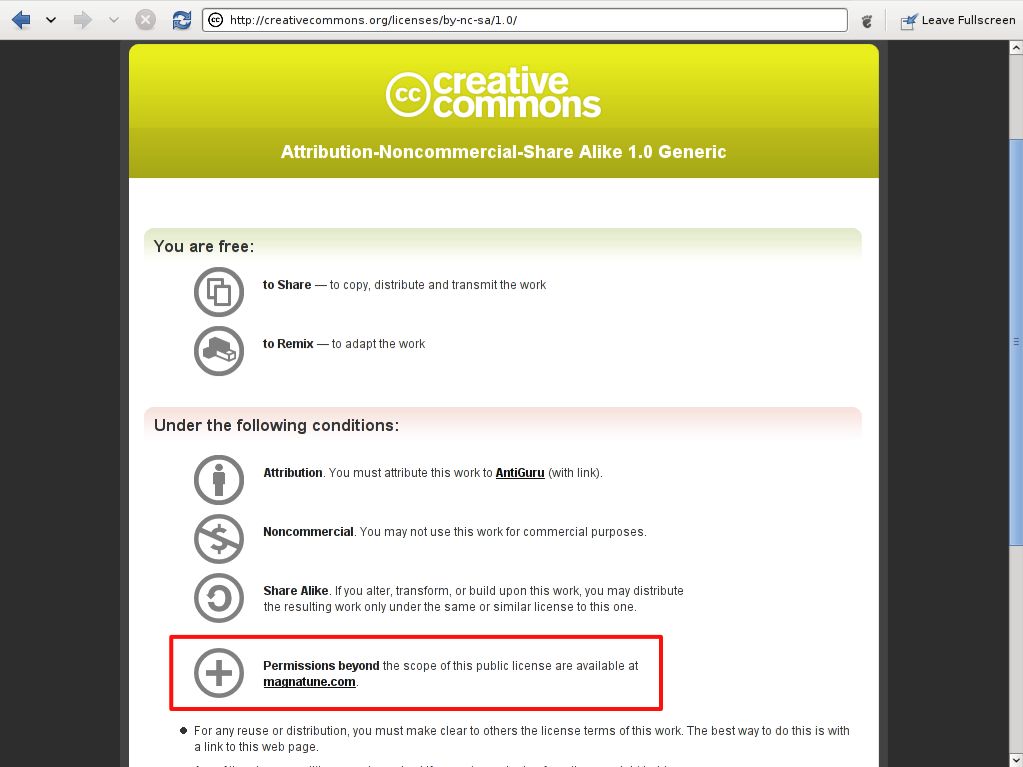 http://creativecommons.org/licenses/by-nc-sa/1.0/
Leave Fullscreen
cc creative
commons
Attribution-Noncommercial-Share Alike 1.0 Generic
You are free:
to Share — to copy, distribute and transmit the work
to Remix — to adapt the work
Under the following conditions:
Attribution. You must attribute this work to AntiGuru (with link).
Noncommercial. You may not use this work for commercial purposes.
Share Alike. If you alter, transform, or build upon this work, you may distribute
the resulting work only under the same or similar license to this one.
Permissions beyond the scope of this public license are available at
magnatune.com.
For any reuse or distribution, you must make clear to others the license terms of this work. The best way to do this is with
a link to this web page.